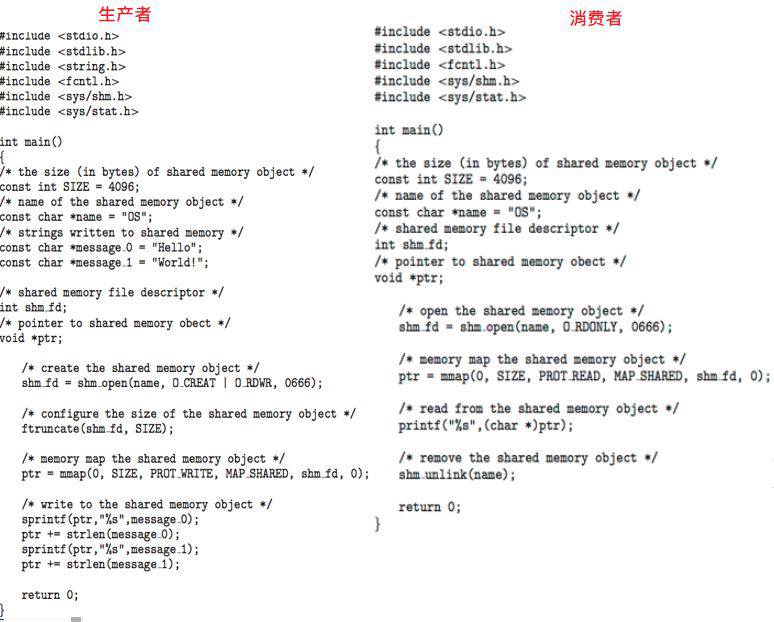 生产者
#include <stdio.h>
#include <stdlib.h>
#include <string.h>
#include <fcntl.h>
#include <sys/shm.h>
#include <sys/stat.h>
int main()
{
/* the size (in bytes) of shared memory object */
const int SIZE = 4096;
/* name of the shared memory object */
const char *name = "OS";
/* strings written to shared memory */
const char *message_0 = "Hello";
const char *message_1 = "World!";
/* shared memory file descriptor */
int shm_fd;
/* pointer to shared memory obect */
void *ptr;
/* create the shared memory object */
shm_fd = shm_open(name, O_CREAT | O_RDWR, 0666);
/* configure the size of the shared memory object */
ftruncate(shm_fd, SIZE);
/* memory map the shared memory object */
ptr = mmap(0, SIZE, PROT_WRITE, MAP_SHARED, shm_fd, 0);
/* write to the shared memory object */
sprintf(ptr,"%s",message_0);
ptr += strlen(message_0);
sprintf(ptr,"%s",message_1);
ptr += strlen(message_1);
return 0;
}
消费者
#include <stdio.h>
#include <stdlib.h>
#include <fcntl.h>
#include <sys/shm.h>
#include <sys/stat.h>
int main()
{
/* the size (in bytes) of shared memory object */
const int SIZE = 4096;
/* name of the shared memory object */
const char *name = "OS";
/* shared memory file descriptor */
int shm_fd;
/* pointer to shared memory obect */
void *ptr;
/* open the shared memory object */
shm_fd = shm_open(name, O_RDONLY, 0666);
/* memory map the shared memory object */
ptr = mmap(0, SIZE, PROT_READ, MAP_SHARED, shm_fd, 0);
/* read from the shared memory object */
printf("%s",(char *)ptr);
/* remove the shared memory object */
shm_unlink(name);
return 0;
}